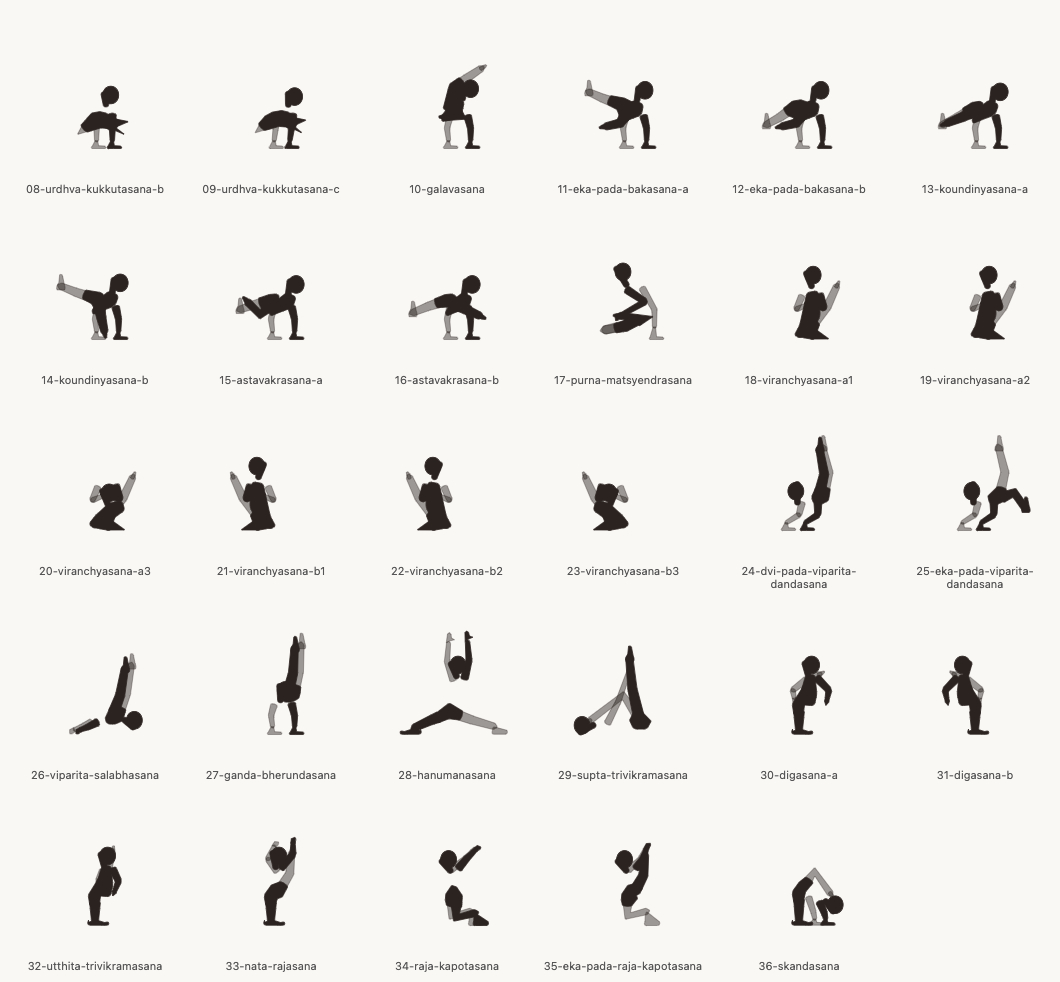 08-urdhva-kukkutasana-b
09-urdhva-kukkutasana-c
10-galavasana
11-eka-pada-bakasana-a
12-eka-pada-bakasana-b
13-koundinyasana-a
14-koundinyasana-b
15-astavakrasana-a
16-astavakrasana-b
17-purna-matsyendrasana
18-viranchyasana-a1
19-viranchyasana-a2
20-viranchyasana-a3
21-viranchyasana-b1
22-viranchyasana-b2
23-viranchyasana-b3
24-dvi-pada-viparita-
dandasana
25-eka-pada-viparita-
dandasana
26-viparita-salabhasana
27-ganda-bherundasana
28-hanumanasana
29-supta-trivikramasana
30-digasana-a
31-digasana-b
32-utthita-trivikramasana
33-nata-rajasana
34-raja-kapotasana
35-eka-pada-raja-kapotasana
36-skandasana